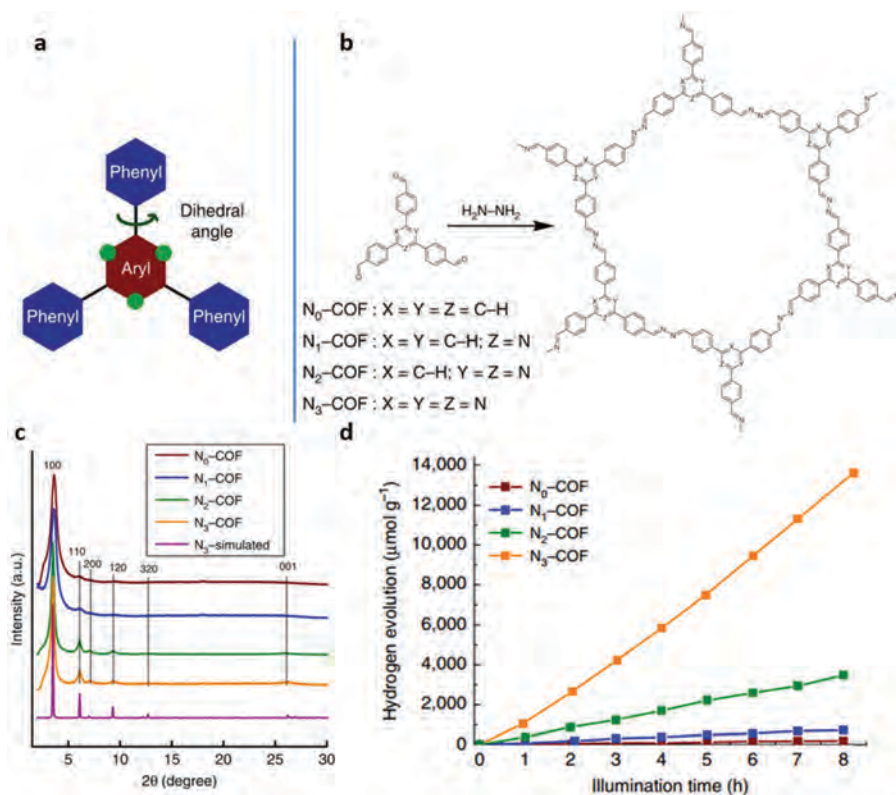 a
Phenyl
Dihedral
angle
Aryl
Phenyl
Phenyl
b
H₂N–NH₂
N₀–COF : X = Y = Z = C–H
N₁–COF : X = Y = C–H; Z = N
N₂–COF : X = C–H; Y = Z = N
N₃–COF : X = Y = Z = N
c
N₀–COF
N₁–COF
N₂–COF
N₃–COF
N₃–simulated
100
110
200
120
320
001
Intensity (a.u.)
5 10 15 20 25 30
2θ (degree)
d
14,000
12,000
10,000
8,000
6,000
4,000
2,000
0
N₀–COF
N₁–COF
N₂–COF
N₃–COF
Hydrogen evolution (μmol g⁻¹)
0 1 2 3 4 5 6 7 8
Illumination time (h)